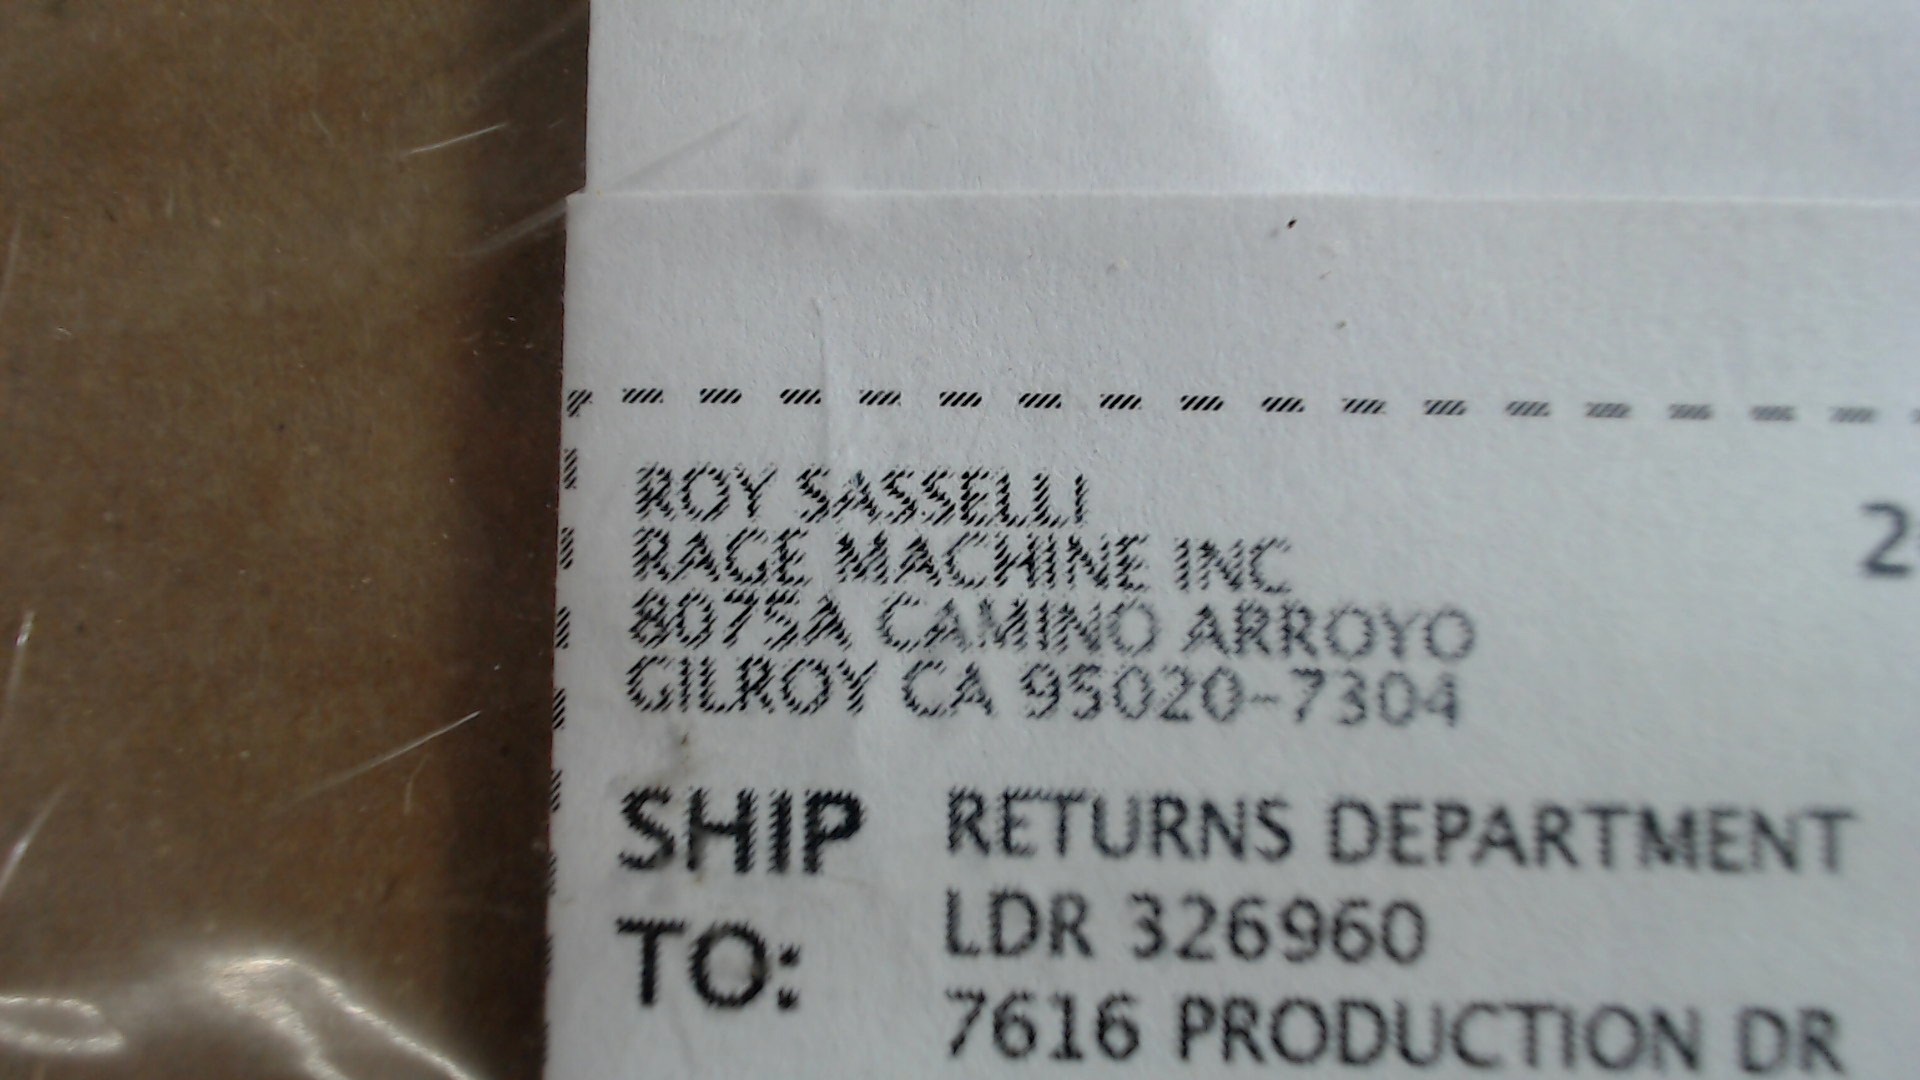 ROY SASSELLI
RAGE MACHINE INC
8075A CAMINO ARROYO
GILROY CA 95020-7304
2
SHIP
TO:
RETURNS DEPARTMENT
LDR 326960
7616 PRODUCTION DR